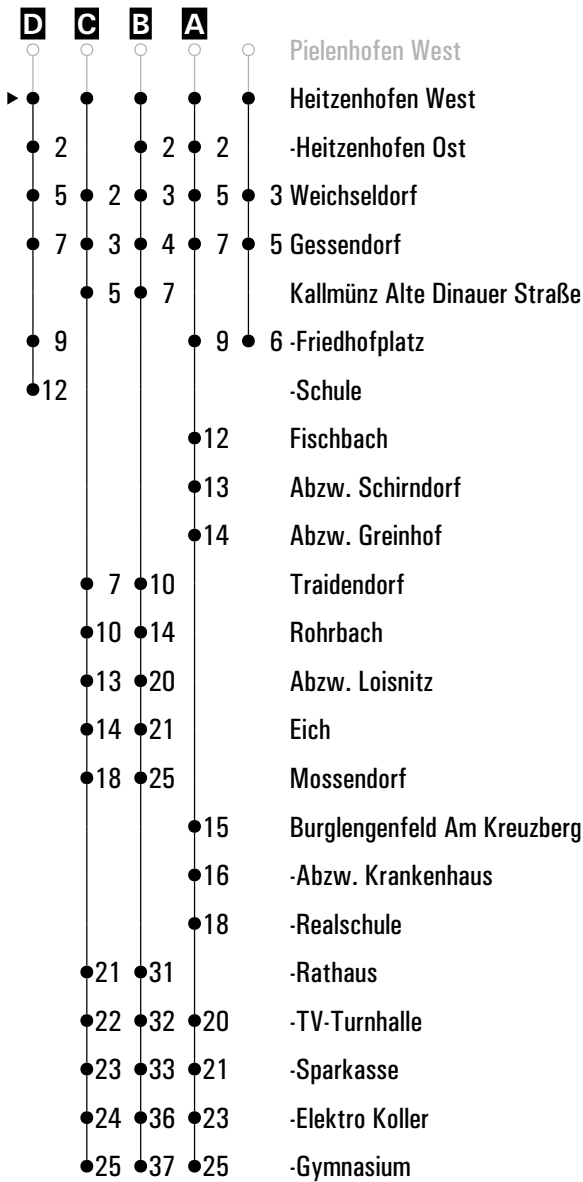 D C B A
Pielenhofen West
Heitzenhofen West
2 2 2 -Heitzenhofen Ost
5 2 3 5 3 Weichseldorf
7 3 4 7 5 Gessendorf
5 7 Kallmünz Alte Dinauer Straße
9 9 6 -Friedhofplatz
12 -Schule
12 Fischbach
13 Abzw. Schirndorf
14 Abzw. Greinhof
7 10 Traidendorf
10 14 Rohrbach
13 20 Abzw. Loisnitz
14 21 Eich
18 25 Mossendorf
15 Burglengenfeld Am Kreuzberg
16 -Abzw. Krankenhaus
18 -Realschule
21 31 -Rathaus
22 32 20 -TV-Turnhalle
23 33 21 -Sparkasse
24 36 23 -Elektro Koller
25 37 25 -Gymnasium